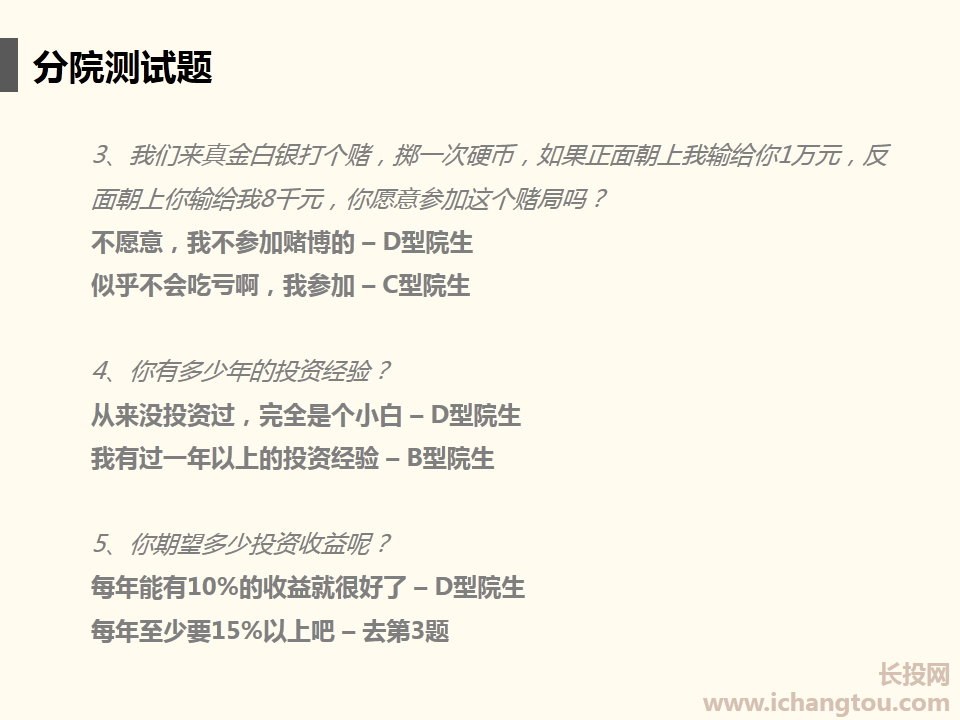 分院测试题
3、我们来真金白银打个赌，掷一次硬币，如果正面朝上我输给你1万元，反
面朝上你输给我8千元，你愿意参加这个赌局吗？
不愿意，我不参加赌博的 – D型院生
似乎不会吃亏啊，我参加 – C型院生
4、你有多少年的投资经验？
从来没投资过，完全是个小白 – D型院生
我有过一年以上的投资经验 – B型院生
5、你期望多少投资收益呢？
每年能有10%的收益就很好了 – D型院生
每年至少要15%以上吧 – 去第3题
长投网
www.ichangtou.com